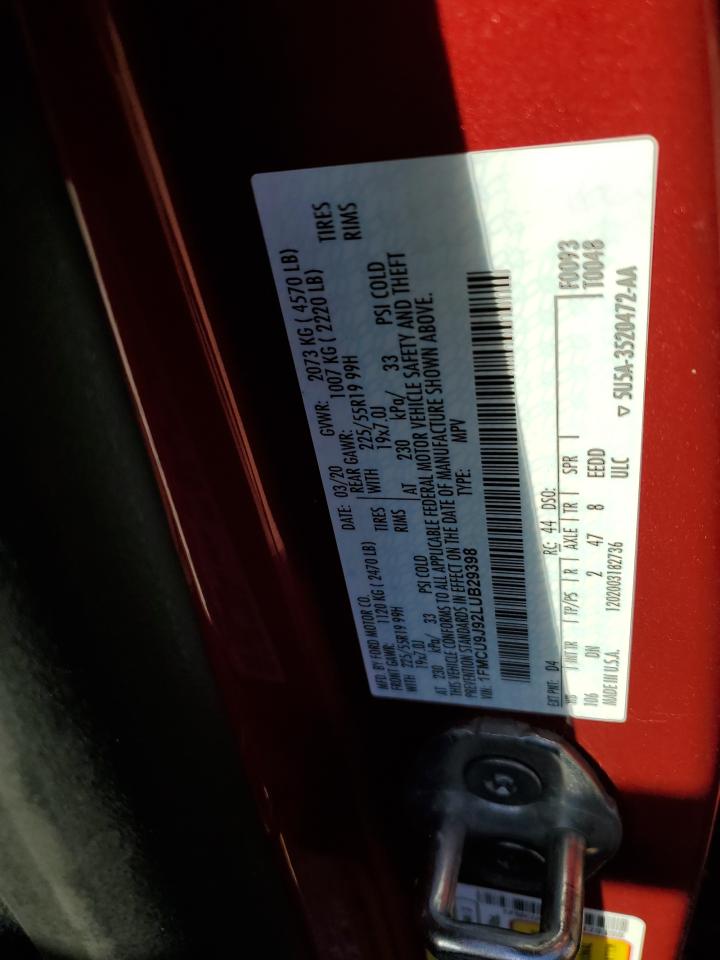 MFD. BY FORD MOTOR CO.
DATE: 03/20 GVWR: 2073 KG ( 4570 LB)
FRONT GAWR: 1120 KG ( 2470 LB) REAR GAWR: 1007 KG ( 2220 LB)
WITH 225/55R19 99H TIRES WITH 225/55R19 99H TIRES
19x7.0J RIMS 19x7.0J RIMS
AT 230 kPa/ 33 PSI COLD AT 230 kPa/ 33 PSI COLD
THIS VEHICLE CONFORMS TO ALL APPLICABLE FEDERAL MOTOR VEHICLE SAFETY AND THEFT
PREVENTION STANDARDS IN EFFECT ON THE DATE OF MANUFACTURE SHOWN ABOVE.
VIN: 1FMCU9J92LUB29398 TYPE: MPV
F0093
T0048
EXT PNT: D4 RC: 44 DSO:
WB INT TR TP/PS R AXLE TR SPR
106 DN 2 47 8 EEDD
MADE IN U.S.A. 1202003182736 ULC
▽ 5U5A-3520472-AA